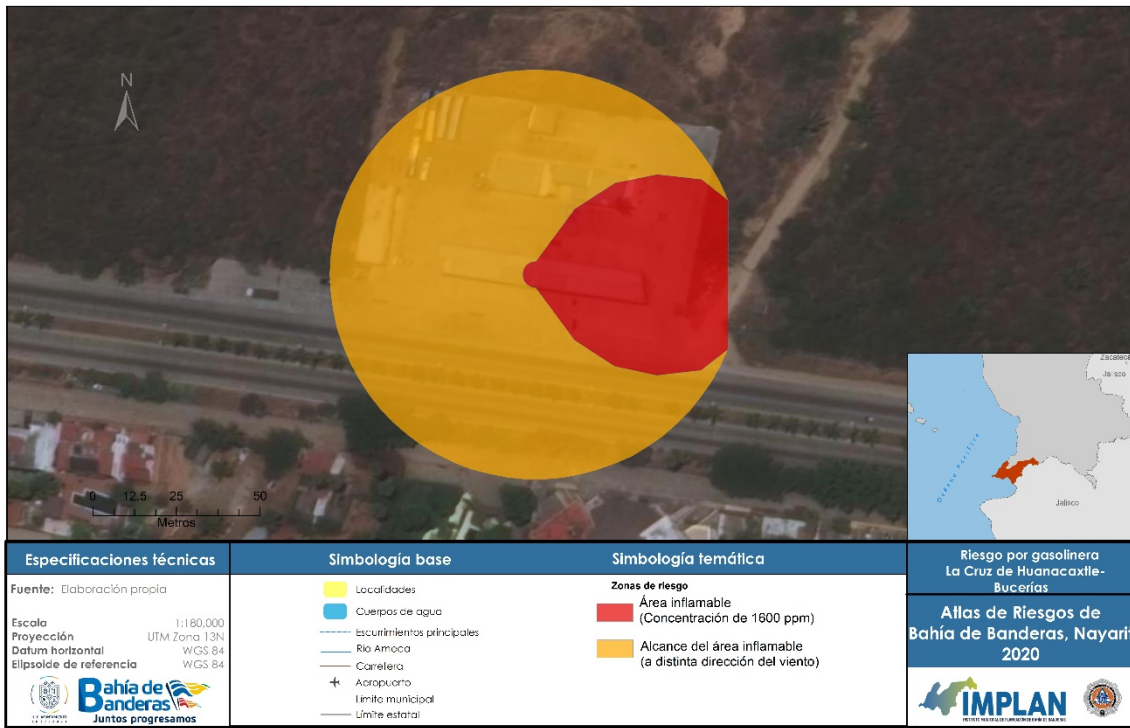 N
0 12.5 25 50
Metros
Zacateca
Jalisco
Jalisco
Especificaciones técnicas
Fuente: Elaboración propia
Escala 1:180,000
Proyección UTM Zona 13N
Datum horizontal WGS 84
Elipsoide de referencia WGS 84
Bahía de
Banderas
Juntos progresamos
Simbología base
Localidades
Cuerpos de agua
Escurrimientos principales
Río Ameca
Carretera
Aeropuerto
Límite municipal
Límite estatal
Simbología temática
Zonas de riesgo
Área inflamable
(Concentración de 1600 ppm)
Alcance del área inflamable
(a distinta dirección del viento)
Riesgo por gasolinera
La Cruz de Huanacaxtle-
Bucerías
Atlas de Riesgos de
Bahía de Banderas, Nayarit
2020
IMPLAN